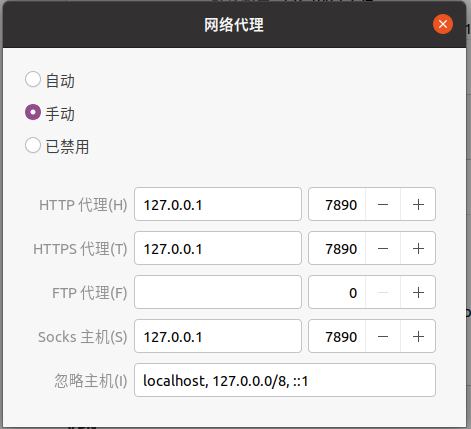 网络代理
自动
手动
已禁用
HTTP 代理(H) 127.0.0.1 7890 − +
HTTPS 代理(T) 127.0.0.1 7890 − +
FTP 代理(F) 0 − +
Socks 主机(S) 127.0.0.1 7890 − +
忽略主机(I) localhost, 127.0.0.0/8, ::1